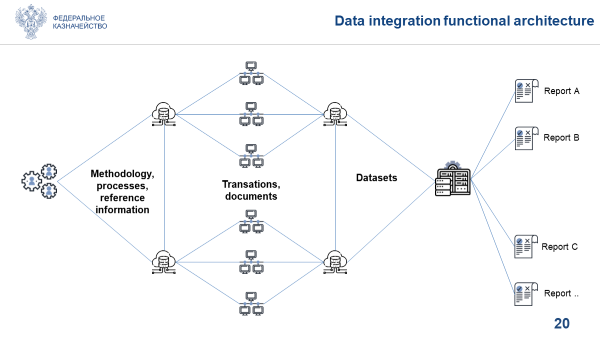 ФЕДЕРАЛЬНОЕ
КАЗНАЧЕЙСТВО
Data integration functional architecture
Report A
Report B
Methodology,
processes,
reference
information
Transations,
documents
Datasets
Report C
Report ..
20